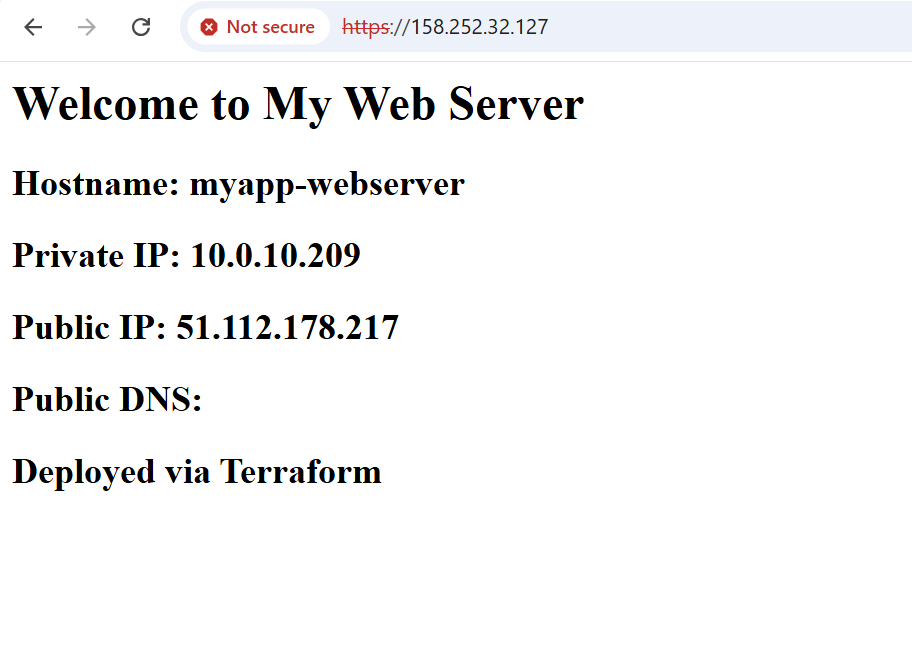 Not secure https://158.252.32.127
Welcome to My Web Server
Hostname: myapp-webserver
Private IP: 10.0.10.209
Public IP: 51.112.178.217
Public DNS:
Deployed via Terraform